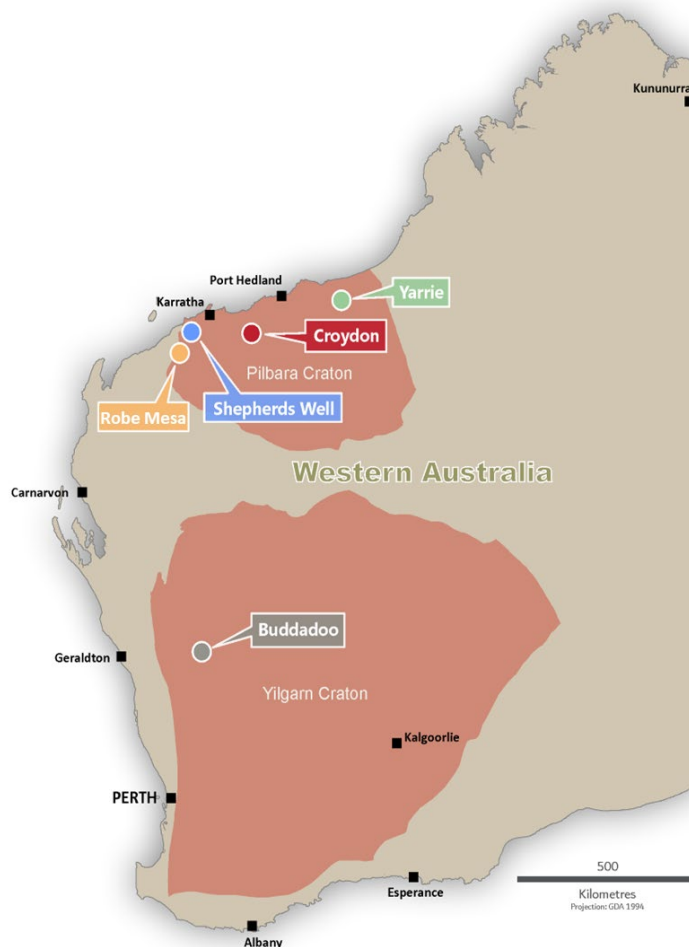 Kununurra
Port Hedland
Karratha
Yarrie
Croydon
Pilbara Craton
Robe Mesa
Shepherds Well
Western Australia
Carnarvon
Buddadoo
Geraldton
Yilgarn Craton
Kalgoorlie
PERTH
500
Esperance
Kilometres
Projection: GDA 1994
Albany